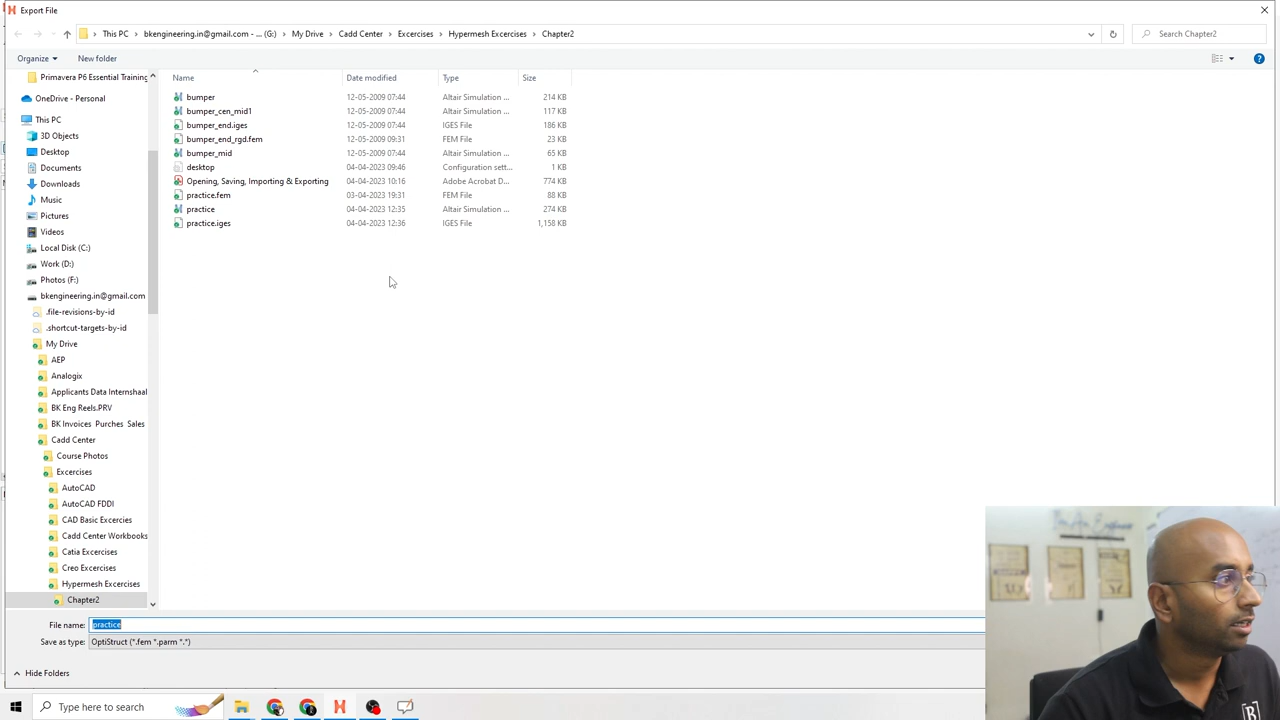 Export File
This PC
bkengineering.in@gmail.com - ... (G:)
My Drive
Cadd Center
Excercises
Hypermesh Excercises
Chapter2
Search Chapter2
Organize
New folder
Name
Date modified
Type
Size
Primavera P6 Essential Training
OneDrive - Personal
This PC
3D Objects
Desktop
Documents
Downloads
Music
Pictures
Videos
Local Disk (C:)
Work (D:)
Photos (F:)
bkengineering.in@gmail.com
.file-revisions-by-id
.shortcut-targets-by-id
My Drive
AEP
Analogix
Applicants Data Internshaal
BK Eng Reels.PRV
BK Invoices Purches Sales
Cadd Center
Course Photos
Excercises
AutoCAD
AutoCAD FDDI
CAD Basic Excercies
Cadd Center Workbooks
Catia Excercises
Creo Excercises
Hypermesh Excercises
Chapter2
bumper 12-05-2009 07:44 Altair Simulation ... 214 KB
bumper_cen_mid1 12-05-2009 07:44 Altair Simulation ... 117 KB
bumper_end.iges 12-05-2009 07:44 IGES File 186 KB
bumper_end_rgd.fem 12-05-2009 09:31 FEM File 23 KB
bumper_mid 12-05-2009 07:44 Altair Simulation ... 65 KB
desktop 04-04-2023 09:46 Configuration sett... 1 KB
Opening, Saving, Importing & Exporting 04-04-2023 10:16 Adobe Acrobat D... 774 KB
practice.fem 03-04-2023 19:31 FEM File 88 KB
practice 04-04-2023 12:35 Altair Simulation ... 274 KB
practice.iges 04-04-2023 12:36 IGES File 1,158 KB
File name: practice
Save as type: OptiStruct (*.fem *.parm *.*)
Hide Folders
Type here to search